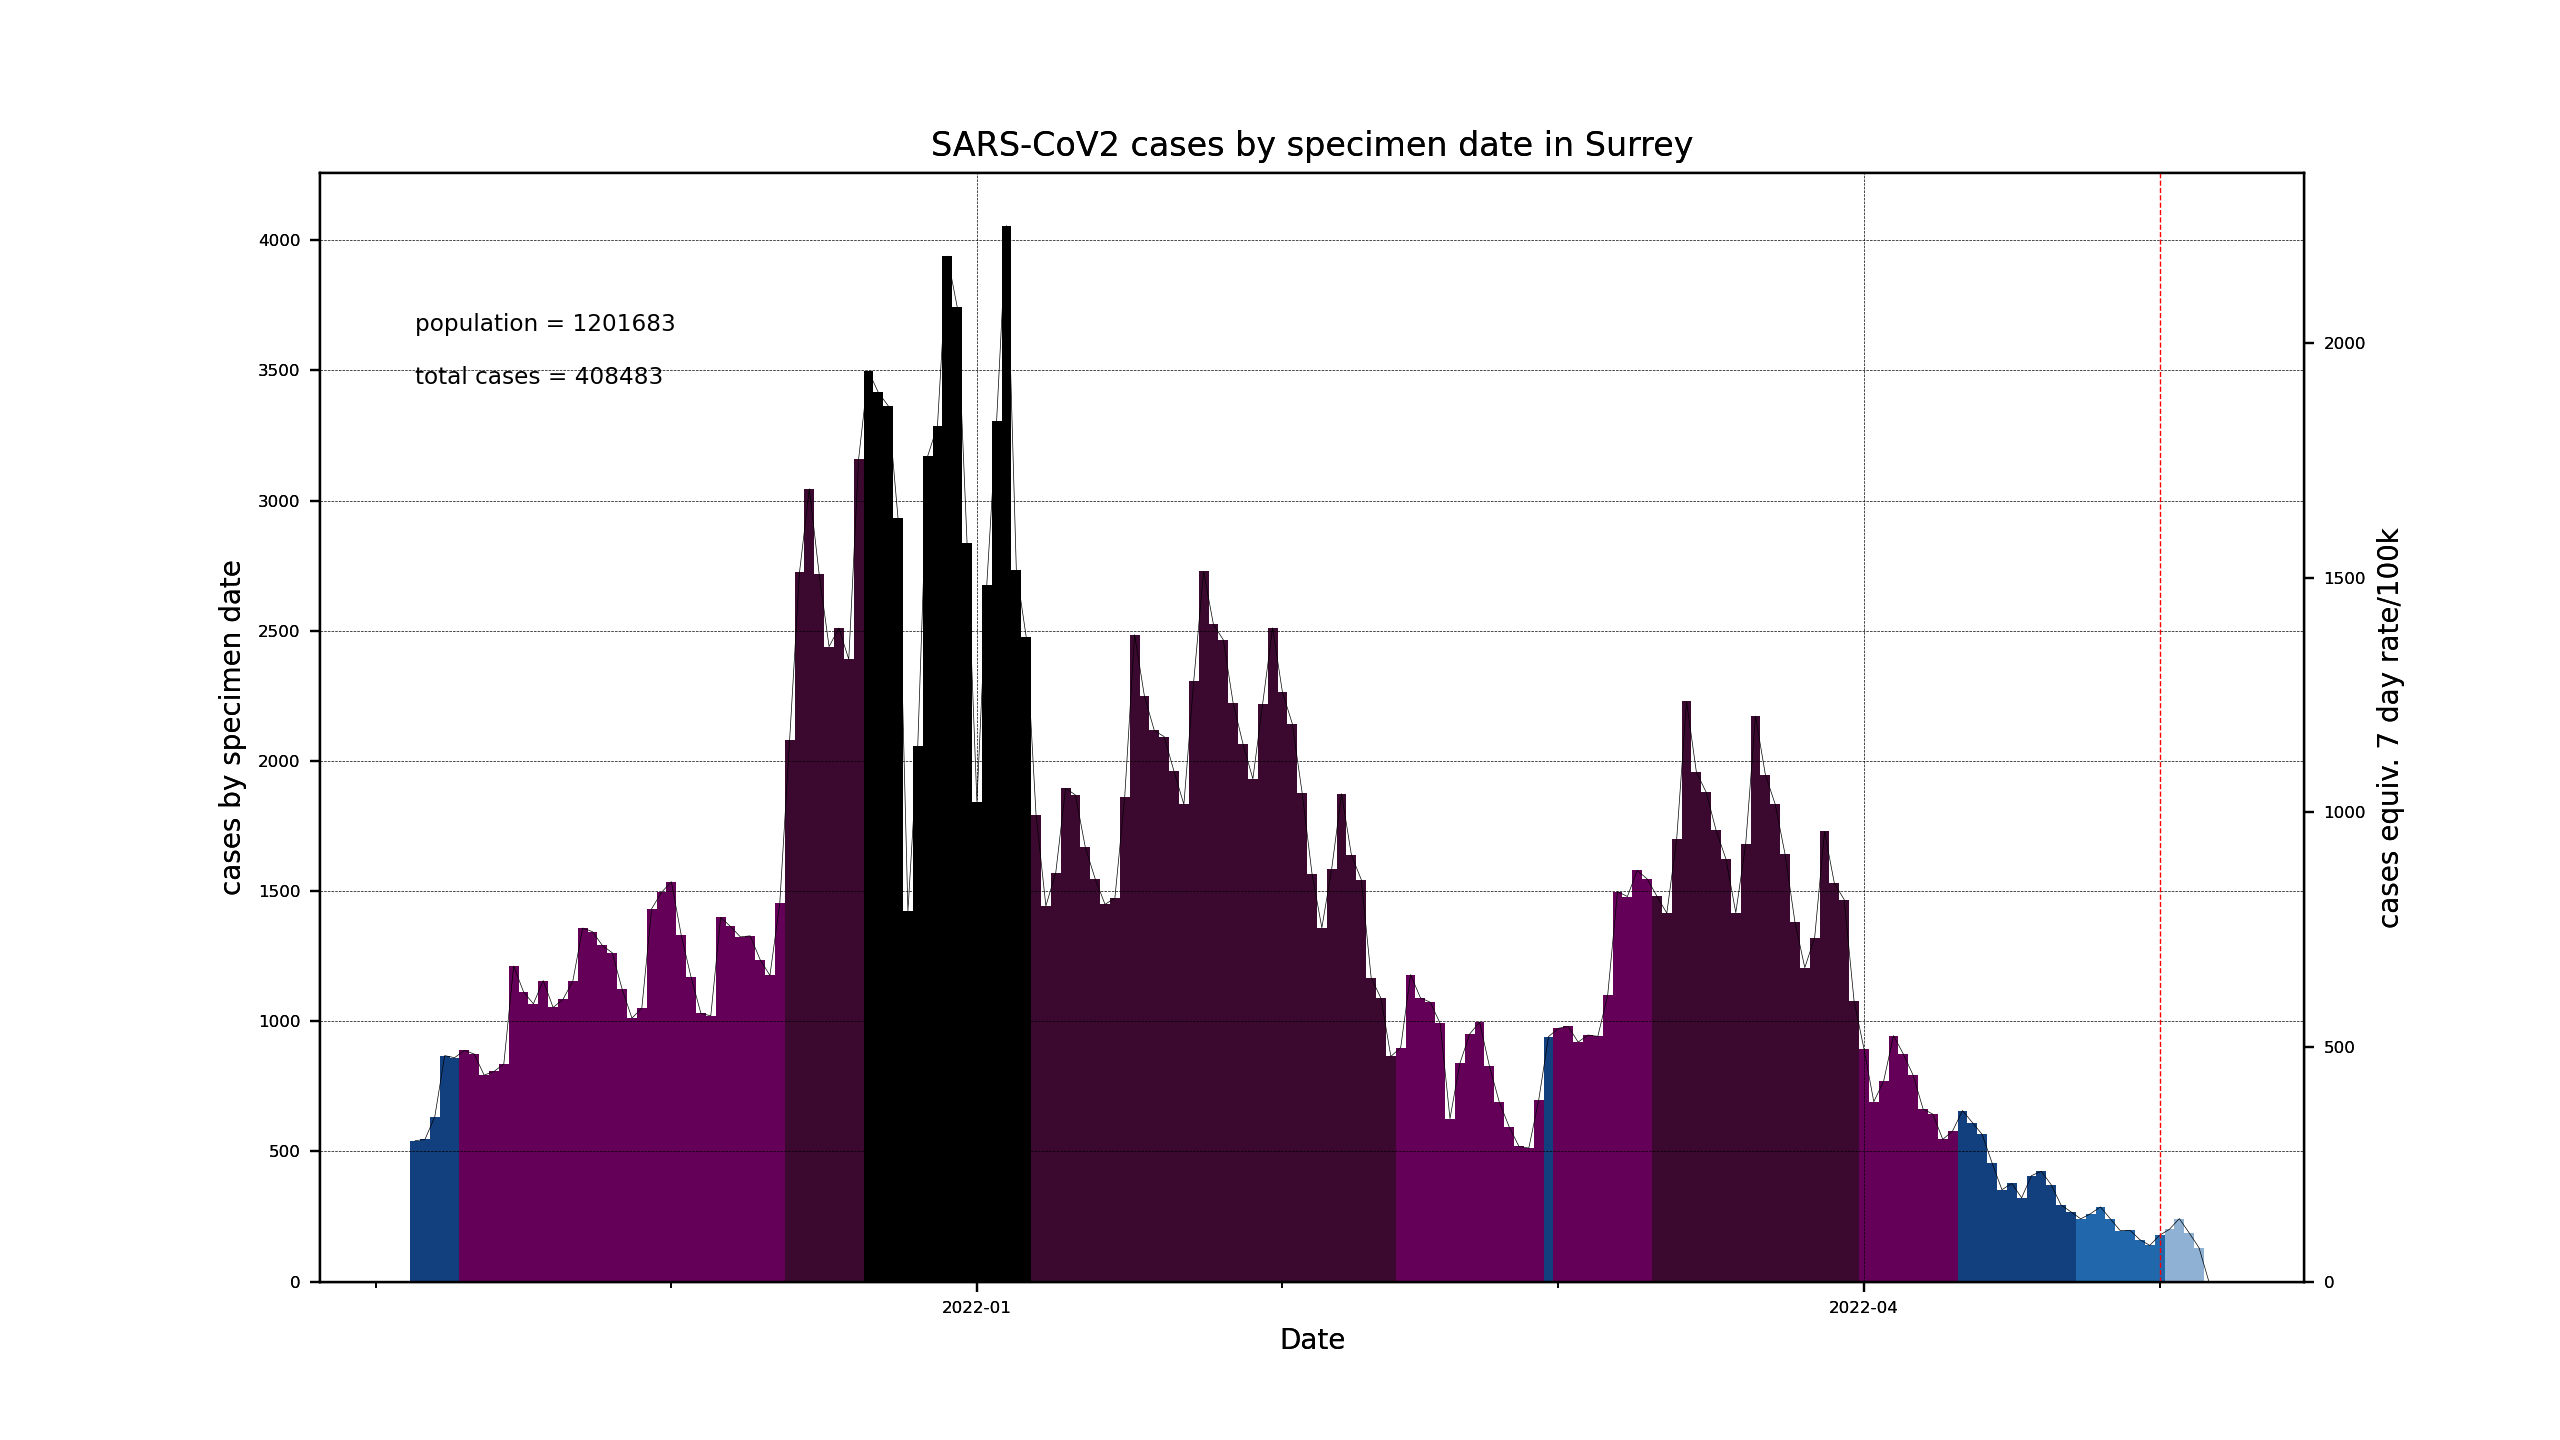 SARS-CoV2 cases by specimen date in Surrey
population = 1201683
total cases = 408483
cases by specimen date
4000
3500
3000
2500
2000
1500
1000
500
0
2000
1500
1000
500
0
cases equiv. 7 day rate/100k
2022-01
2022-04
Date